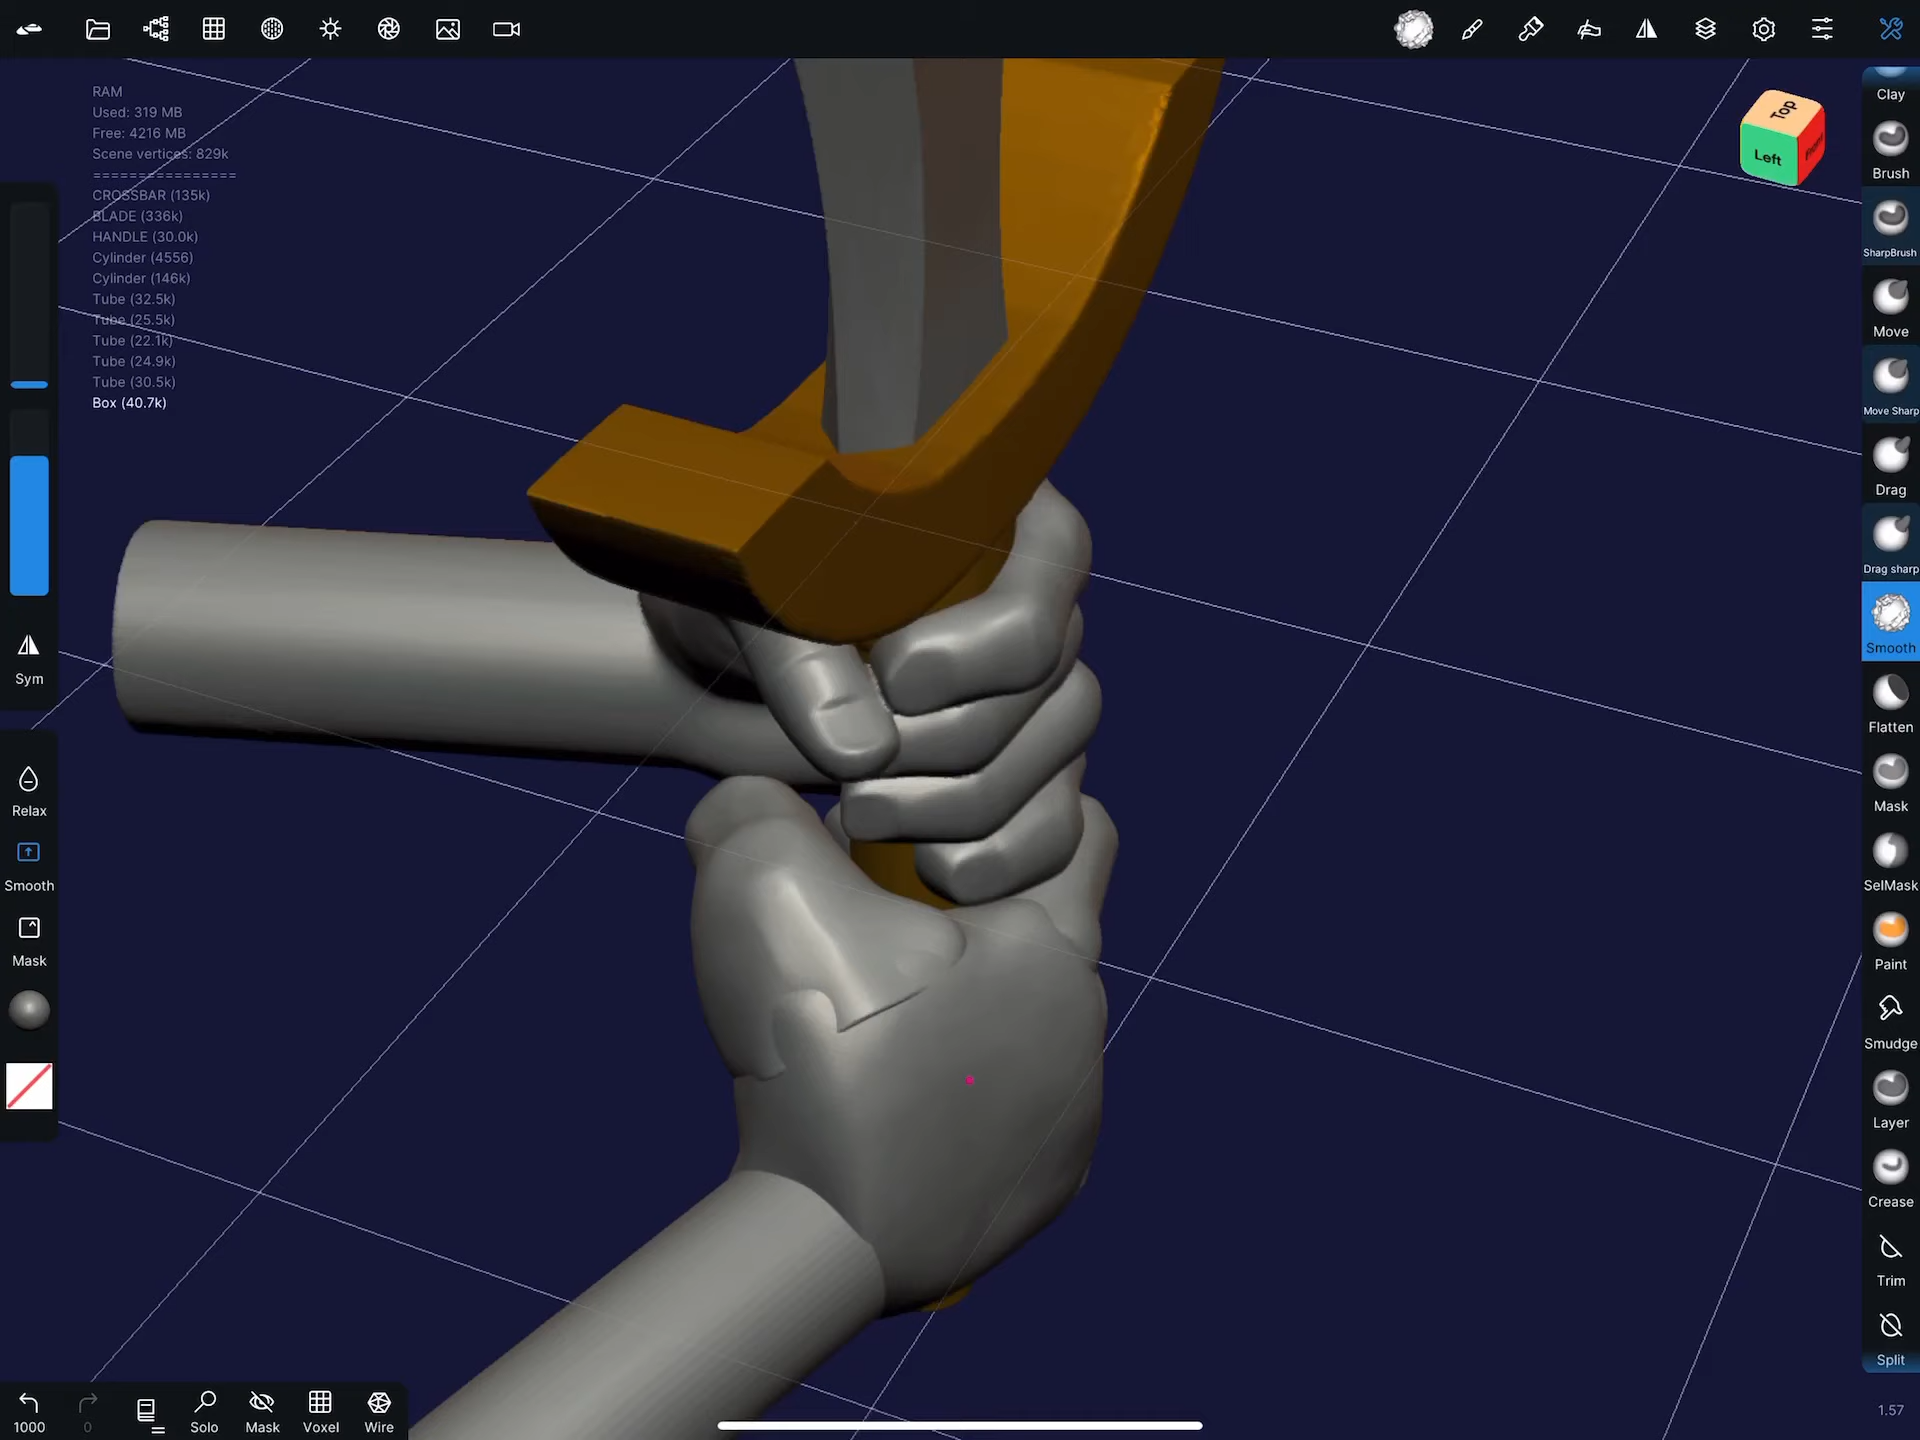 RAM
Used: 319 MB
Free: 4216 MB
Scene vertices: 829k
================
CROSSBAR (135k)
BLADE (336k)
HANDLE (30.0k)
Cylinder (4556)
Cylinder (146k)
Tube (32.5k)
Tube (25.5k)
Tube (22.1k)
Tube (24.9k)
Tube (30.5k)
Box (40.7k)
Sym
Relax
Smooth
Mask
1000
0
Solo
Mask
Voxel
Wire
Top
Left
Clay
Brush
SharpBrush
Move
Move Sharp
Drag
Drag sharp
Smooth
Flatten
Mask
SelMask
Paint
Smudge
Layer
Crease
Trim
Split
1.57